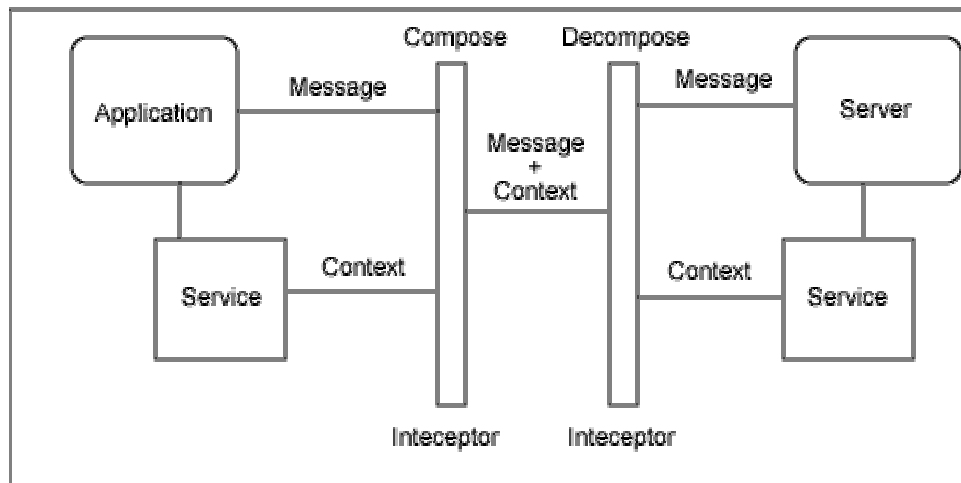 Compose
Decompose
Application
Message
Message
Server
Message
+
Context
Service
Context
Context
Service
Inteceptor
Inteceptor